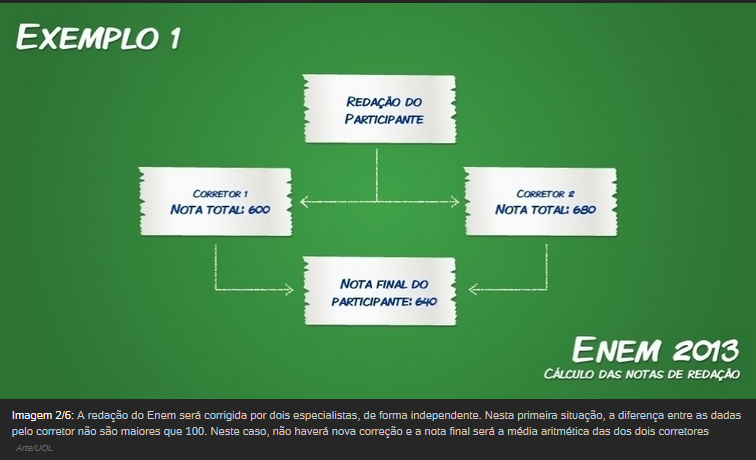 EXEMPLO 1
REDAÇÃO DO
PARTICIPANTE
CORRETOR 1
NOTA TOTAL: 600
CORRETOR 2
NOTA TOTAL: 680
NOTA FINAL DO
PARTICIPANTE: 640
ENEM 2013
CÁLCULO DAS NOTAS DE REDAÇÃO
Imagem 2/6: A redação do Enem será corrigida por dois especialistas, de forma independente. Nesta primeira situação, a diferença entre as dadas
pelo corretor não são maiores que 100. Neste caso, não haverá nova correção e a nota final será a média aritmética das dos dois corretores
Arte/UOL